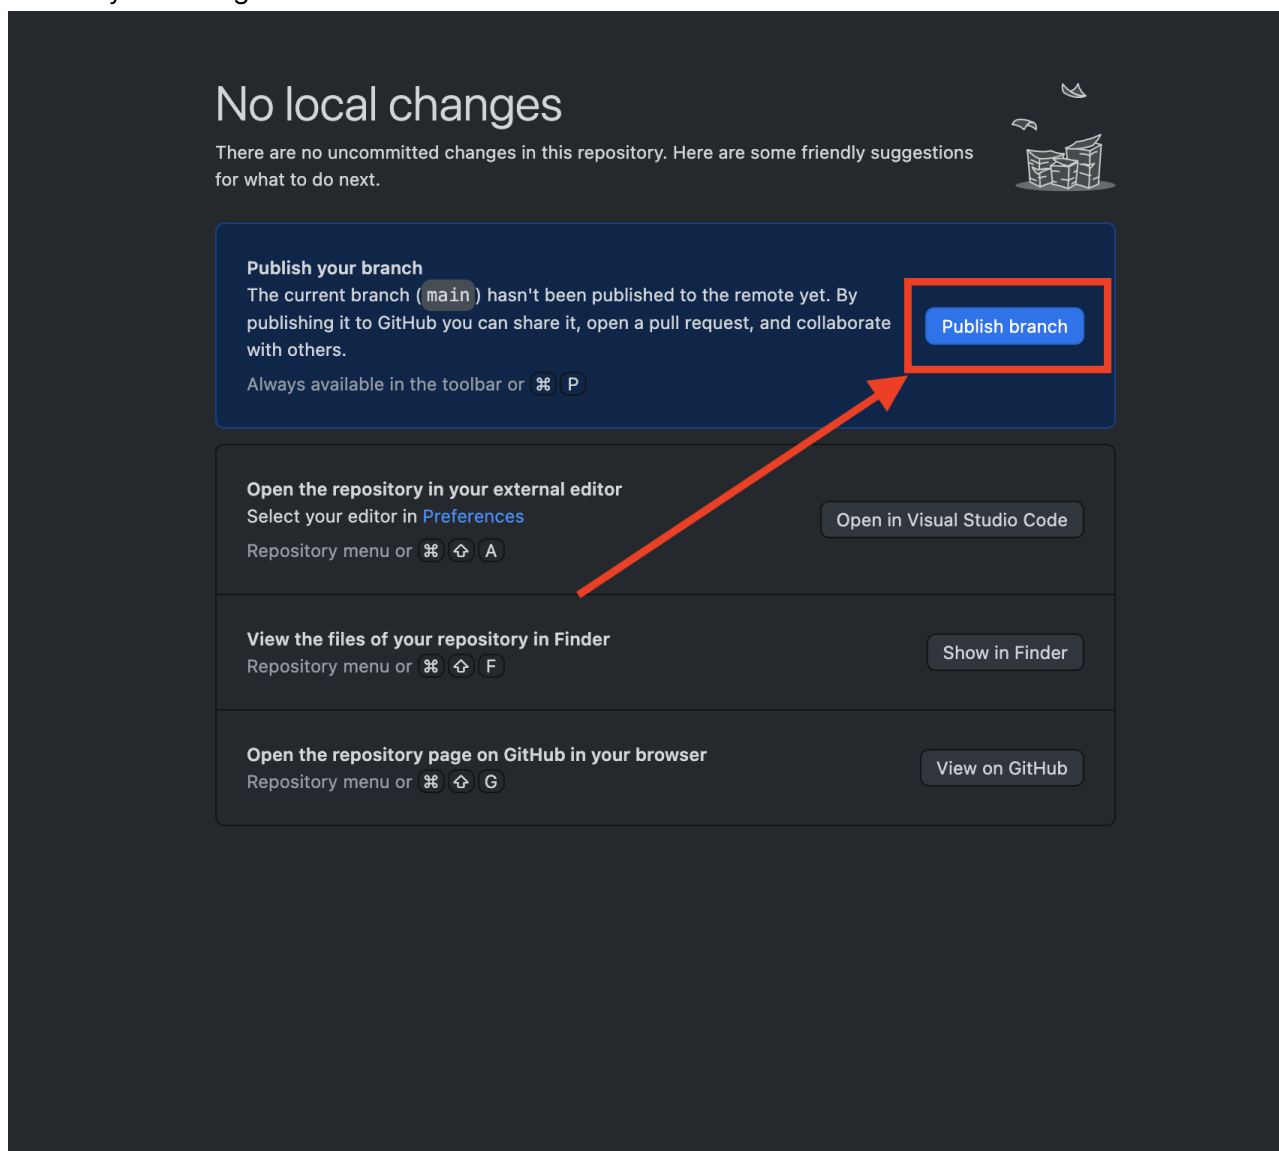 No local changes
There are no uncommitted changes in this repository. Here are some friendly suggestions
for what to do next.
Publish your branch
The current branch (main) hasn't been published to the remote yet. By
publishing it to GitHub you can share it, open a pull request, and collaborate
with others.
Always available in the toolbar or ⌘ P
Publish branch
Open the repository in your external editor
Select your editor in Preferences
Repository menu or ⌘ ⇧ A
Open in Visual Studio Code
View the files of your repository in Finder
Repository menu or ⌘ ⇧ F
Show in Finder
Open the repository page on GitHub in your browser
Repository menu or ⌘ ⇧ G
View on GitHub